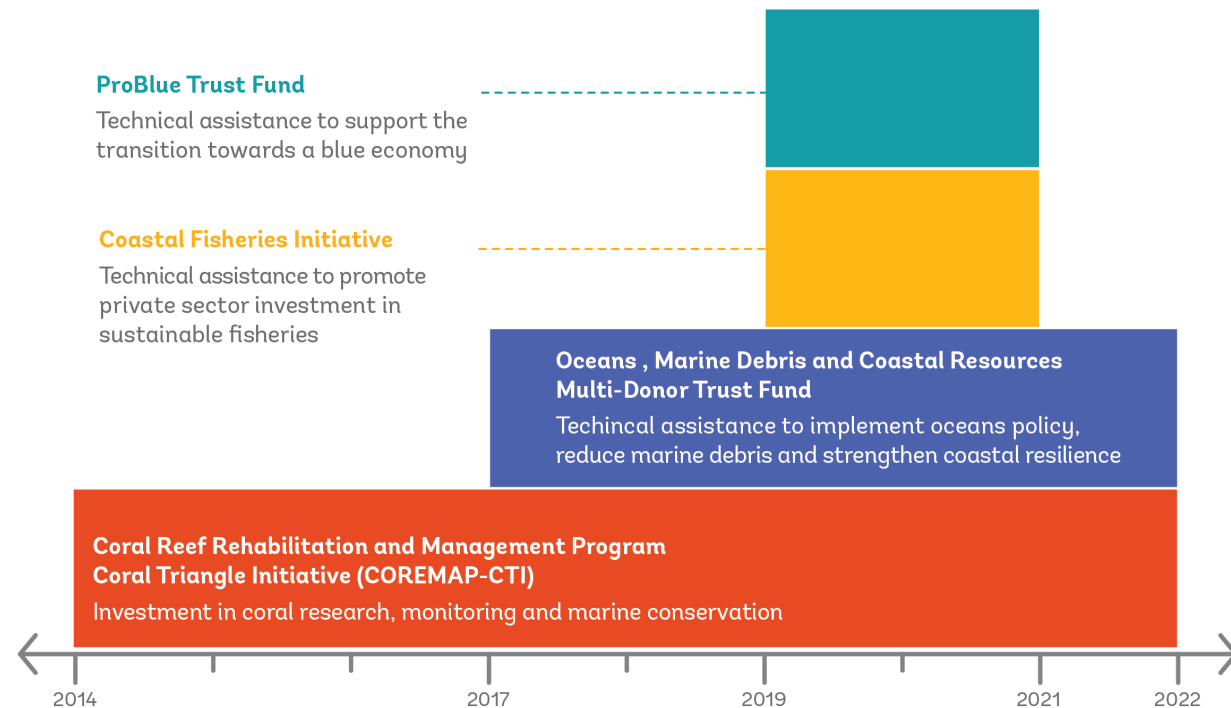 ProBlue Trust Fund
Technical assistance to support the
transition towards a blue economy
Coastal Fisheries Initiative
Technical assistance to promote
private sector investment in
sustainable fisheries
Oceans , Marine Debris and Coastal Resources
Multi-Donor Trust Fund
Techincal assistance to implement oceans policy,
reduce marine debris and strengthen coastal resilience
Coral Reef Rehabilitation and Management Program
Coral Triangle Initiative (COREMAP-CTI)
Investment in coral research, monitoring and marine conservation
2014 2017 2019 2021 2022